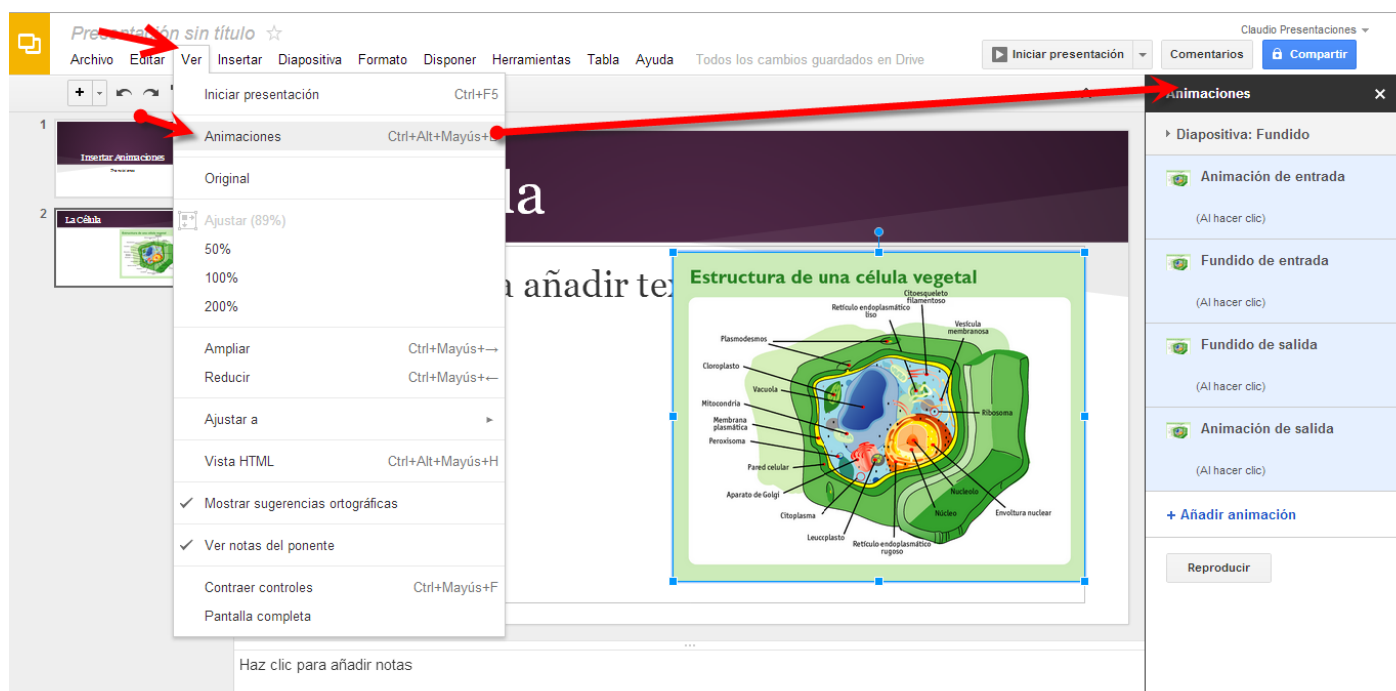 Presentación sin título
Claudio Presentaciones
Archivo Editar Ver Insertar Diapositiva Formato Disponer Herramientas Tabla Ayuda Todos los cambios guardados en Drive
Iniciar presentación
Comentarios
Compartir
Iniciar presentación Ctrl+F5
Animaciones Ctrl+Alt+Mayús+
Original
Ajustar (89%)
50%
100%
200%
Ampliar Ctrl+Mayús+→
Reducir Ctrl+Mayús+←
Ajustar a
Vista HTML Ctrl+Alt+Mayús+H
Mostrar sugerencias ortográficas
Ver notas del ponente
Contraer controles Ctrl+Mayús+F
Pantalla completa
1
Insertar Animaciones
2
La Célula
la
a añadir te
Estructura de una célula vegetal
Citoesqueleto
filamentoso
Retículo endoplasmático
liso
Vesícula
membranosa
Plasmodesmos
Cloroplasto
Vacuola
Mitocondria
Ribosoma
Membrana
plasmática
Peroxisoma
Pared celular
Aparato de Golgi
Nucleolo
Citoplasma
Núcleo
Envoltura nuclear
Leucoplasto
Retículo endoplasmático
rugoso
Haz clic para añadir notas
Animaciones
Diapositiva: Fundido
Animación de entrada
(Al hacer clic)
Fundido de entrada
(Al hacer clic)
Fundido de salida
(Al hacer clic)
Animación de salida
(Al hacer clic)
+ Añadir animación
Reproducir